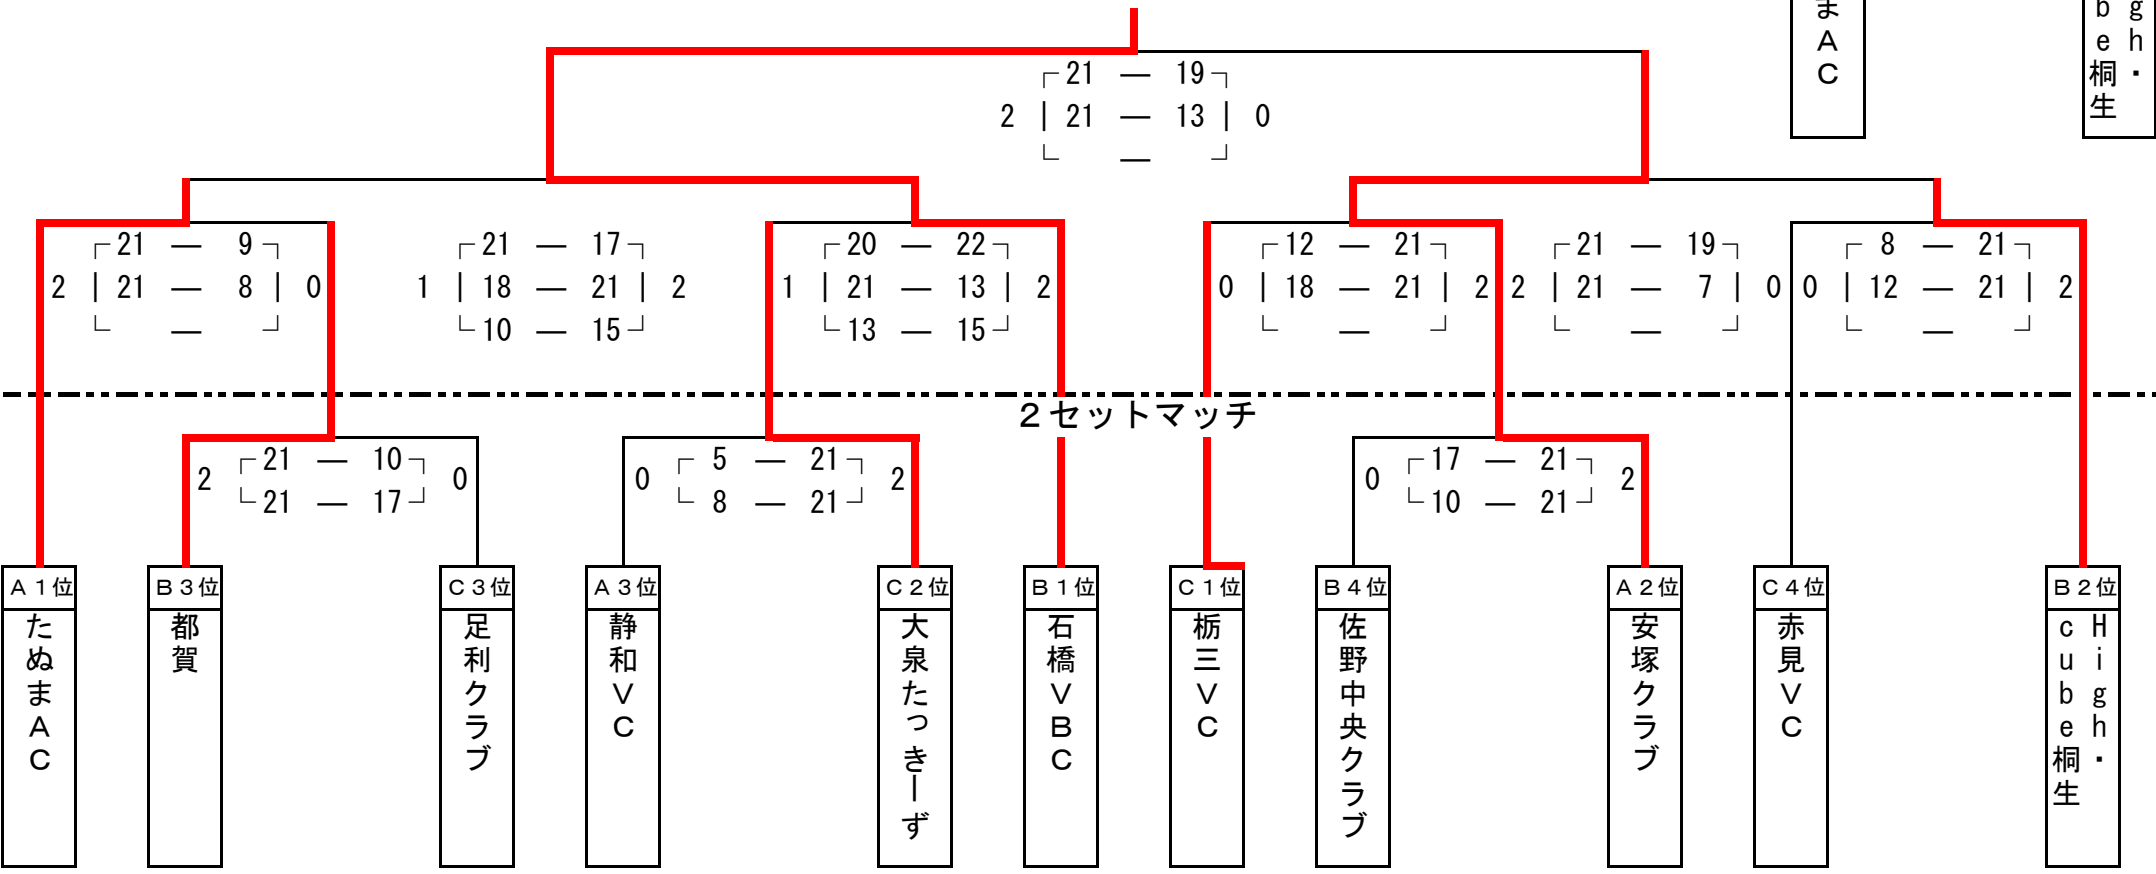 まAC
gh・
be桐生
┌ 21 — 19 ┐
2 | 21 — 13 | 0
└ — ┘
┌ 21 — 9 ┐
2 | 21 — 8 | 0
└ — ┘
┌ 21 — 17 ┐
1 | 18 — 21 | 2
└ 10 — 15 ┘
┌ 20 — 22 ┐
1 | 21 — 13 | 2
└ 13 — 15 ┘
┌ 12 — 21 ┐
0 | 18 — 21 | 2
└ — ┘
┌ 21 — 19 ┐
2 | 21 — 7 | 0
└ — ┘
┌ 8 — 21 ┐
0 | 12 — 21 | 2
└ — ┘
2セットマッチ
2 ┌ 21 — 10 ┐ 0
└ 21 — 17 ┘
0 ┌ 5 — 21 ┐ 2
└ 8 — 21 ┘
0 ┌ 17 — 21 ┐ 2
└ 10 — 21 ┘
A1位
たぬまAC
B3位
都賀
C3位
足利クラブ
A3位
静和VC
C2位
大泉たっきーず
B1位
石橋VBC
C1位
栃三VC
B4位
佐野中央クラブ
A2位
安塚クラブ
C4位
赤見VC
B2位
High・
cube桐生